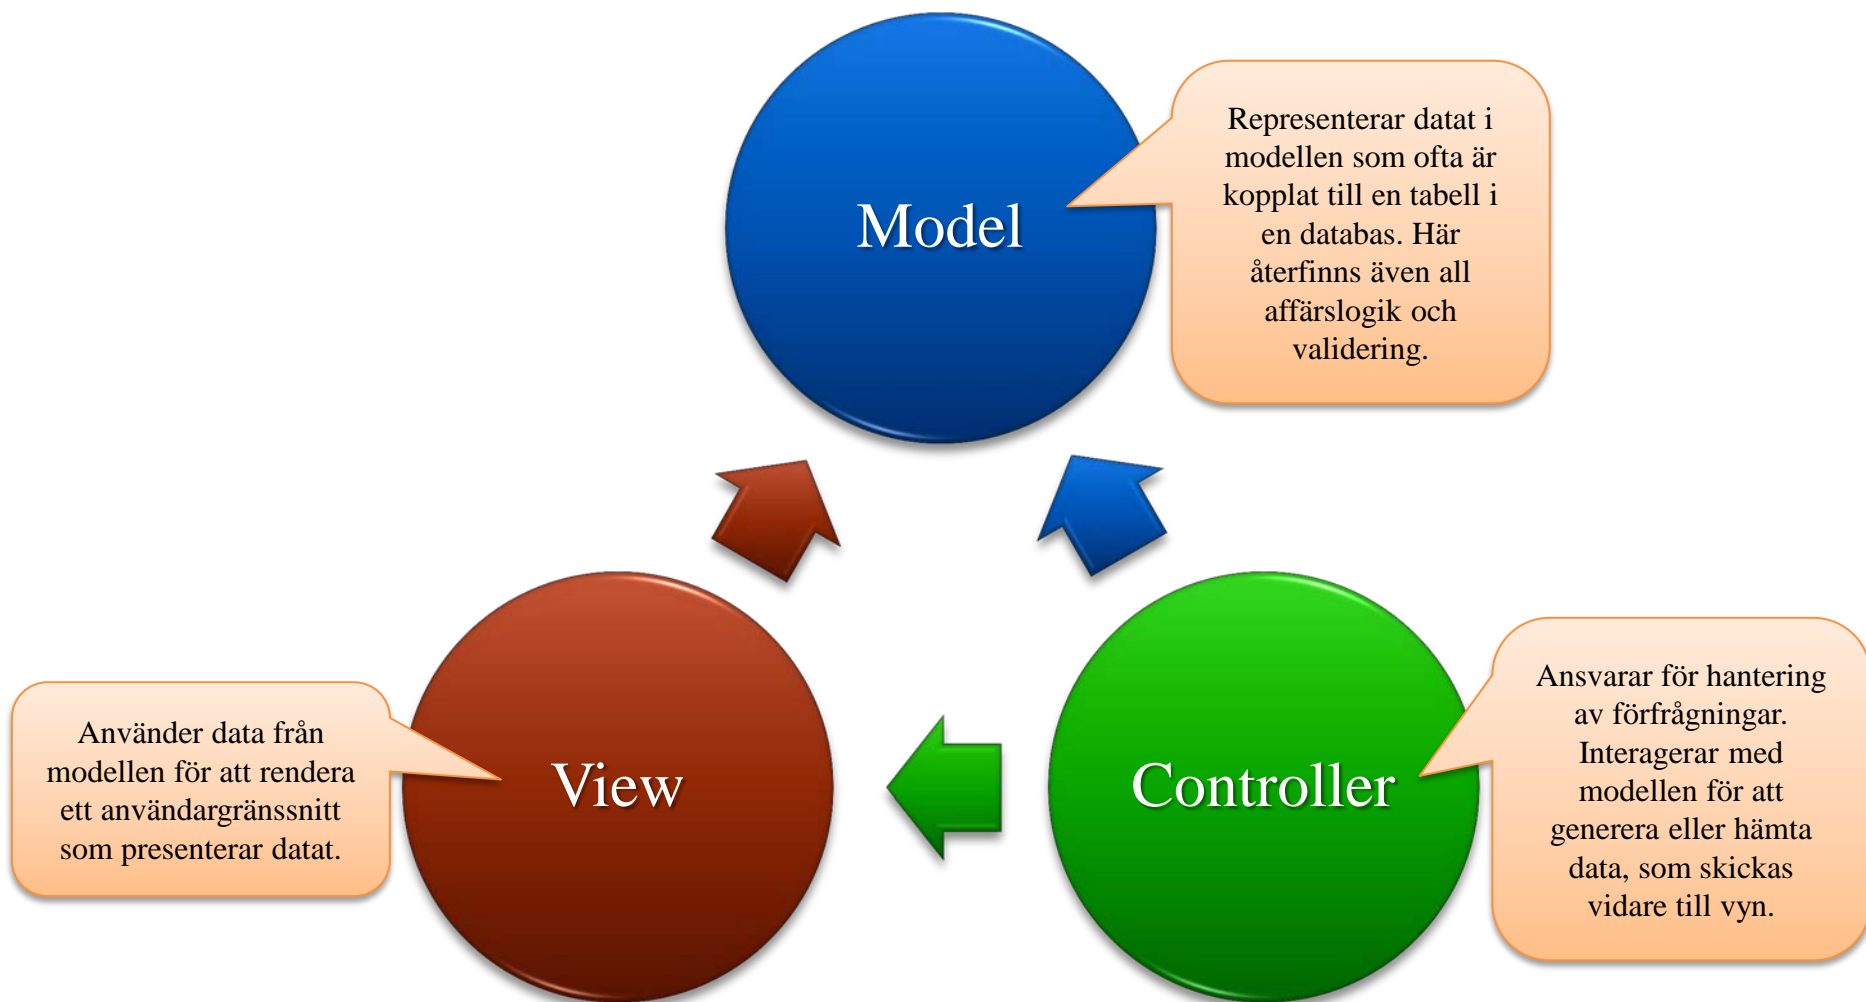 Model
Representerar datat i
modellen som ofta är
kopplat till en tabell i
en databas. Här
återfinns även all
affärslogik och
validering.
Använder data från
modellen för att rendera
ett användargränssnitt
som presenterar datat.
View
Controller
Ansvarar för hantering
av förfrågningar.
Interagerar med
modellen för att
generera eller hämta
data, som skickas
vidare till vyn.